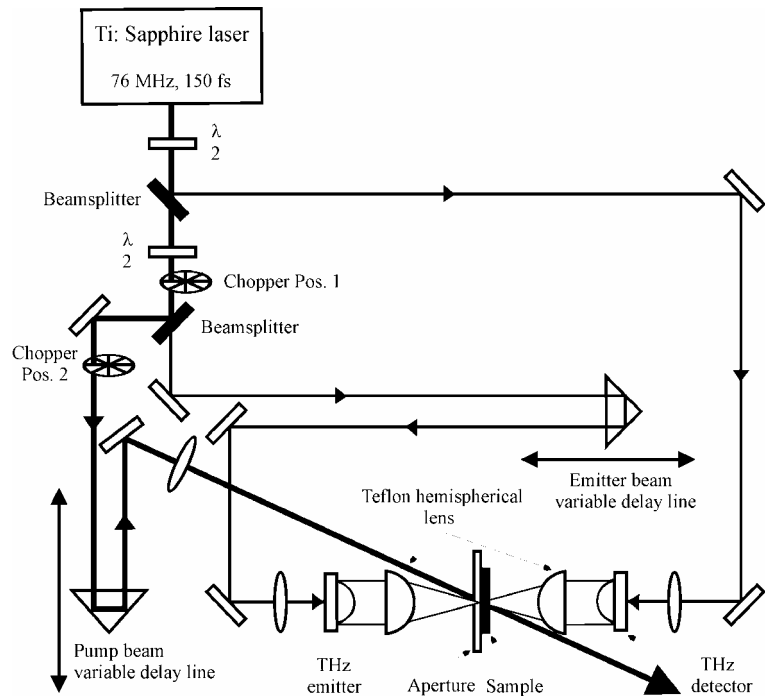 Ti: Sapphire laser
76 MHz, 150 fs
λ
2
Beamsplitter
λ
2
Chopper Pos. 1
Beamsplitter
Chopper
Pos. 2
Emitter beam
variable delay line
Teflon hemispherical
lens
Pump beam
variable delay line
THz
emitter
Aperture
Sample
THz
detector